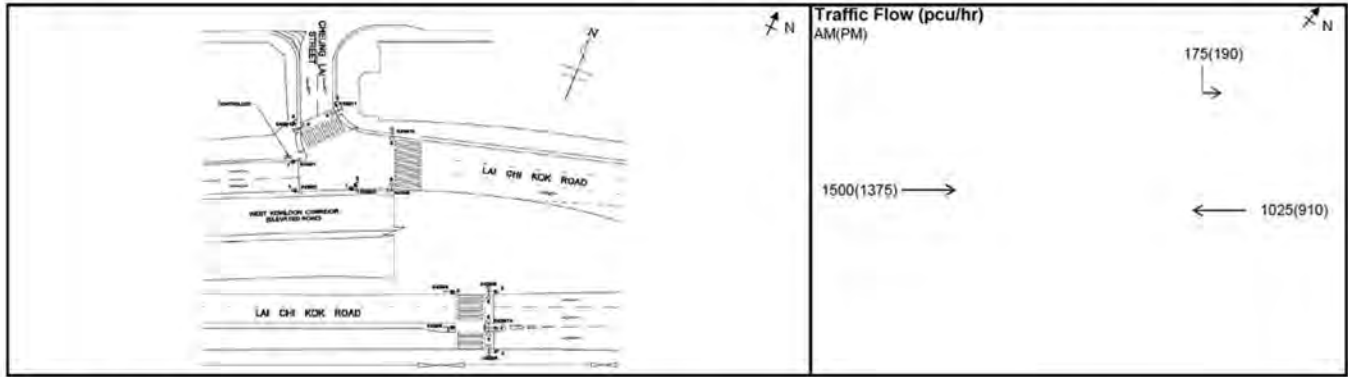 N
CHEUNG LAI
STREET
N
CONTROLLER
LAI CHI KOK ROAD
WEST KOWLOON CORRIDOR
(ELEVATED ROAD)
LAI CHI KOK ROAD
Traffic Flow (pcu/hr)
AM(PM)
N
175(190)
1500(1375)
1025(910)